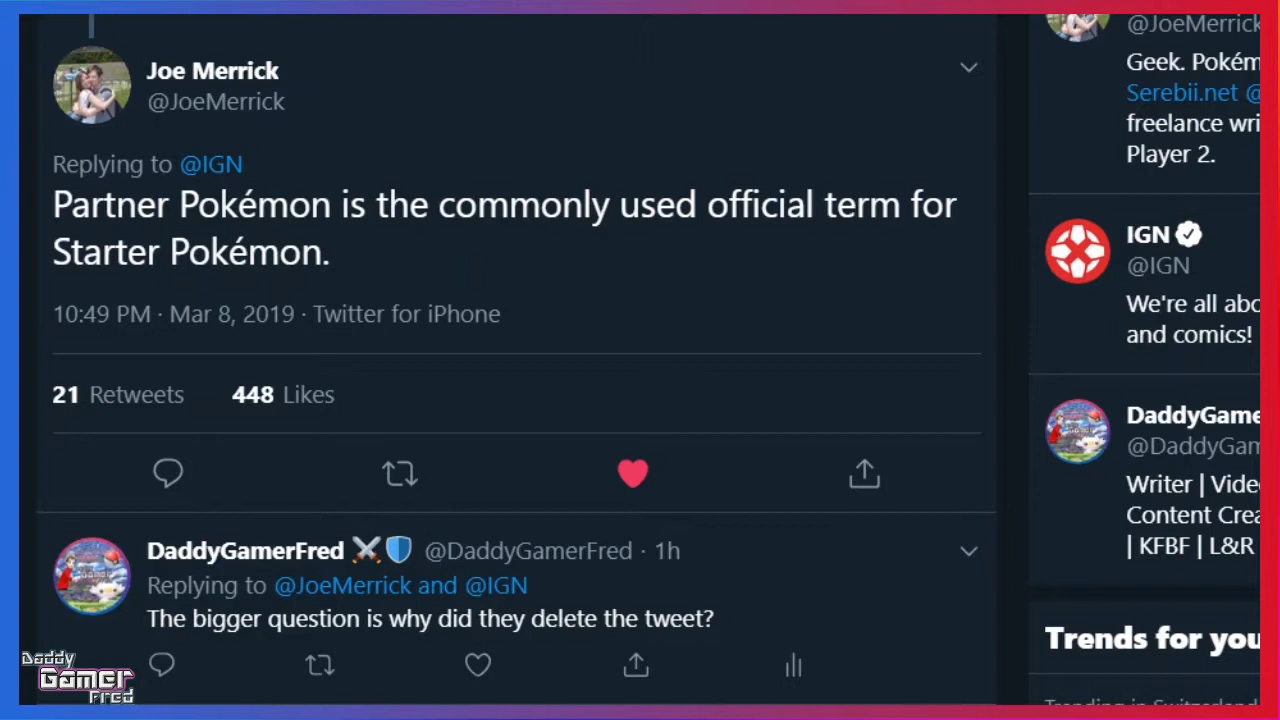 Joe Merrick
@JoeMerrick
Replying to @IGN
Partner Pokémon is the commonly used official term for
Starter Pokémon.
10:49 PM · Mar 8, 2019 · Twitter for iPhone
21 Retweets 448 Likes
DaddyGamerFred @DaddyGamerFred · 1h
Replying to @JoeMerrick and @IGN
The bigger question is why did they delete the tweet?
Daddy
Gamer
Fred
@JoeMerrick
Geek. Pokém
Serebii.net @
freelance wri
Player 2.
IGN
@IGN
We're all abo
and comics!
DaddyGame
@DaddyGam
Writer | Vide
Content Crea
| KFBF | L&R
Trends for you
Trending in Switzerland